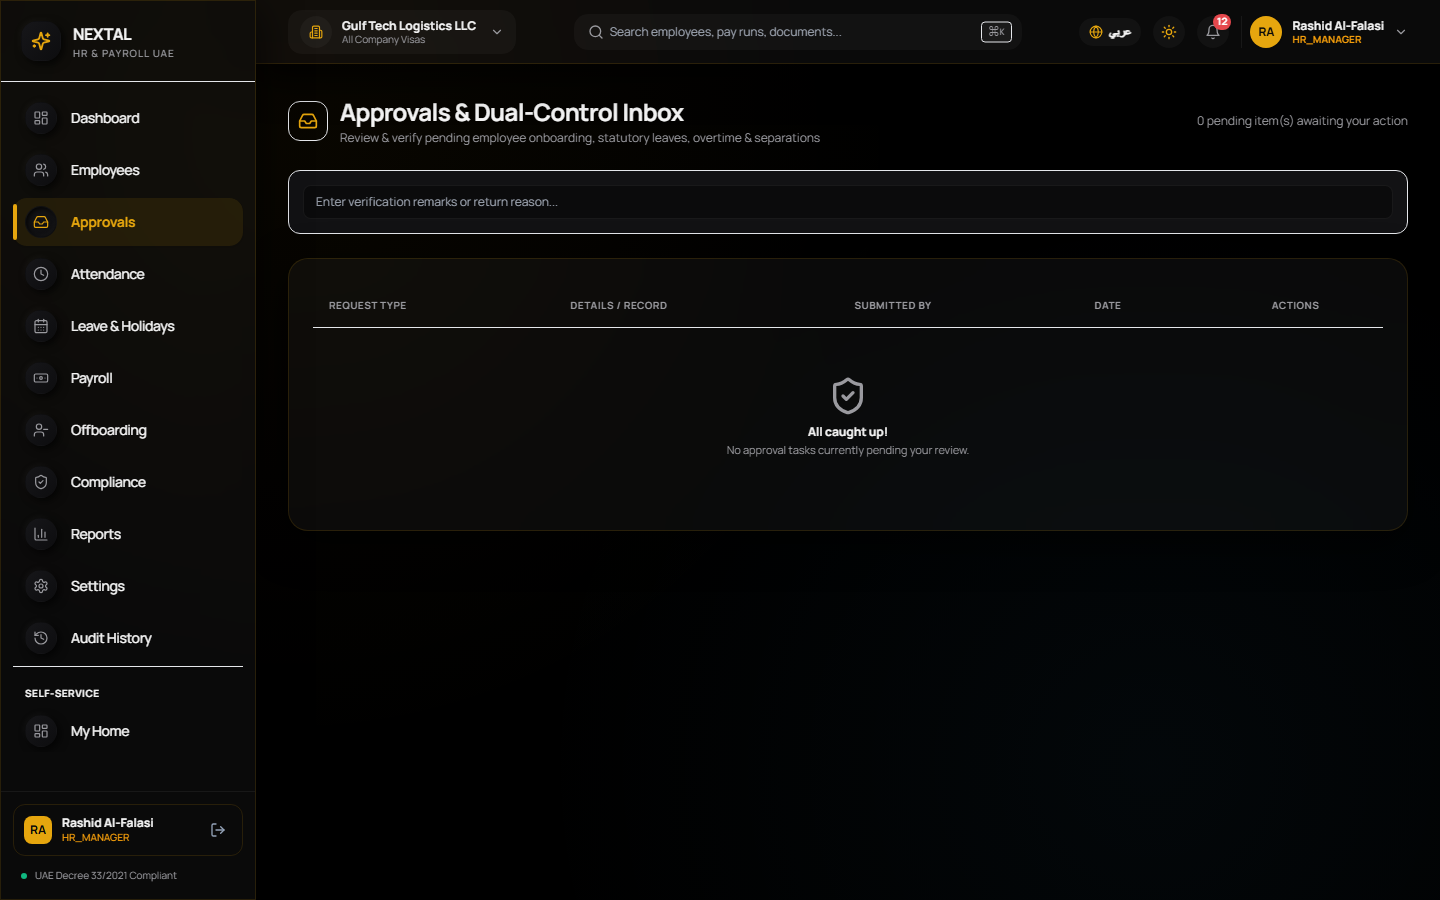 NEXTAL
HR & PAYROLL UAE
Gulf Tech Logistics LLC
All Company Visas
Search employees, pay runs, documents...
⌘K
عربي
12
RA
Rashid Al-Falasi
HR_MANAGER
Dashboard
Employees
Approvals
Attendance
Leave & Holidays
Payroll
Offboarding
Compliance
Reports
Settings
Audit History
SELF-SERVICE
My Home
RA
Rashid Al-Falasi
HR_MANAGER
UAE Decree 33/2021 Compliant
Approvals & Dual-Control Inbox
Review & verify pending employee onboarding, statutory leaves, overtime & separations
0 pending item(s) awaiting your action
Enter verification remarks or return reason...
REQUEST TYPE DETAILS / RECORD SUBMITTED BY DATE ACTIONS
All caught up!
No approval tasks currently pending your review.